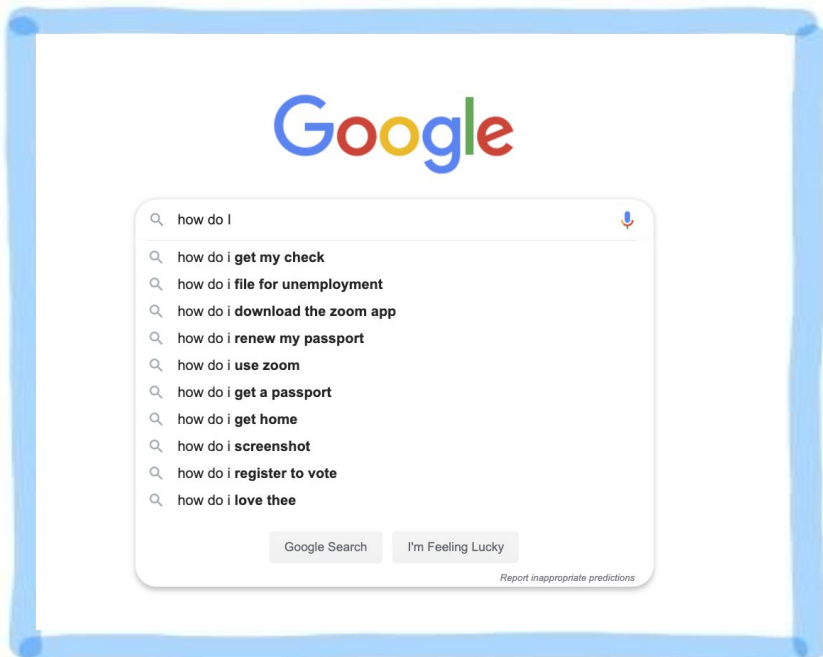 Google
how do I
how do i get my check
how do i file for unemployment
how do i download the zoom app
how do i renew my passport
how do i use zoom
how do i get a passport
how do i get home
how do i screenshot
how do i register to vote
how do i love thee
Google Search I'm Feeling Lucky
Report inappropriate predictions